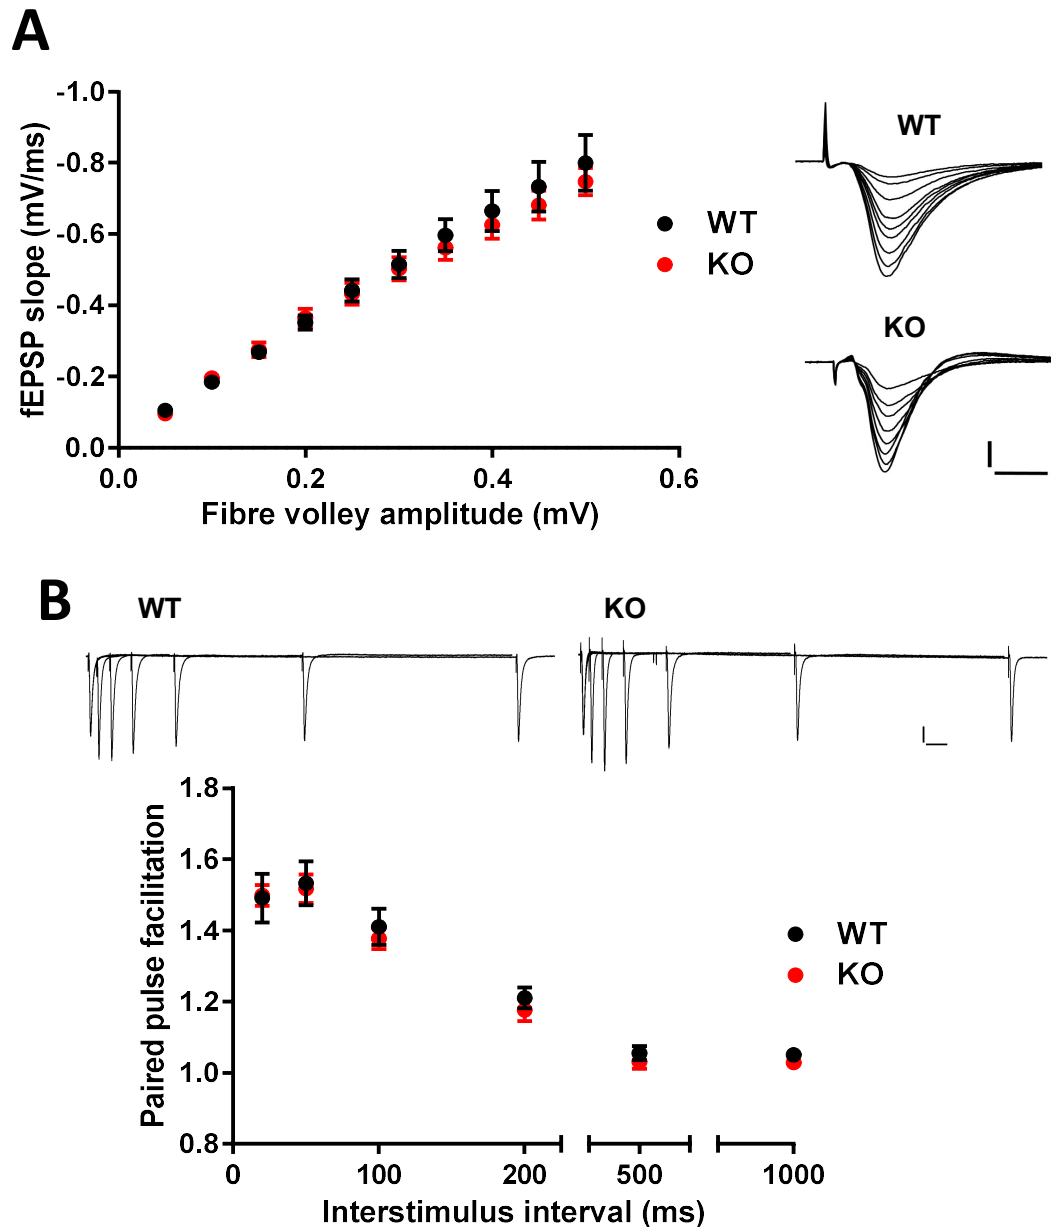 A
-1.0
-0.8
-0.6
-0.4
-0.2
0.0
fEPSP slope (mV/ms)
0.0 0.2 0.4 0.6
Fibre volley amplitude (mV)
WT
KO
WT
KO
B
WT KO
1.8
1.6
1.4
1.2
1.0
0.8
Paired pulse facilitation
WT
KO
0 100 200 500 1000
Interstimulus interval (ms)